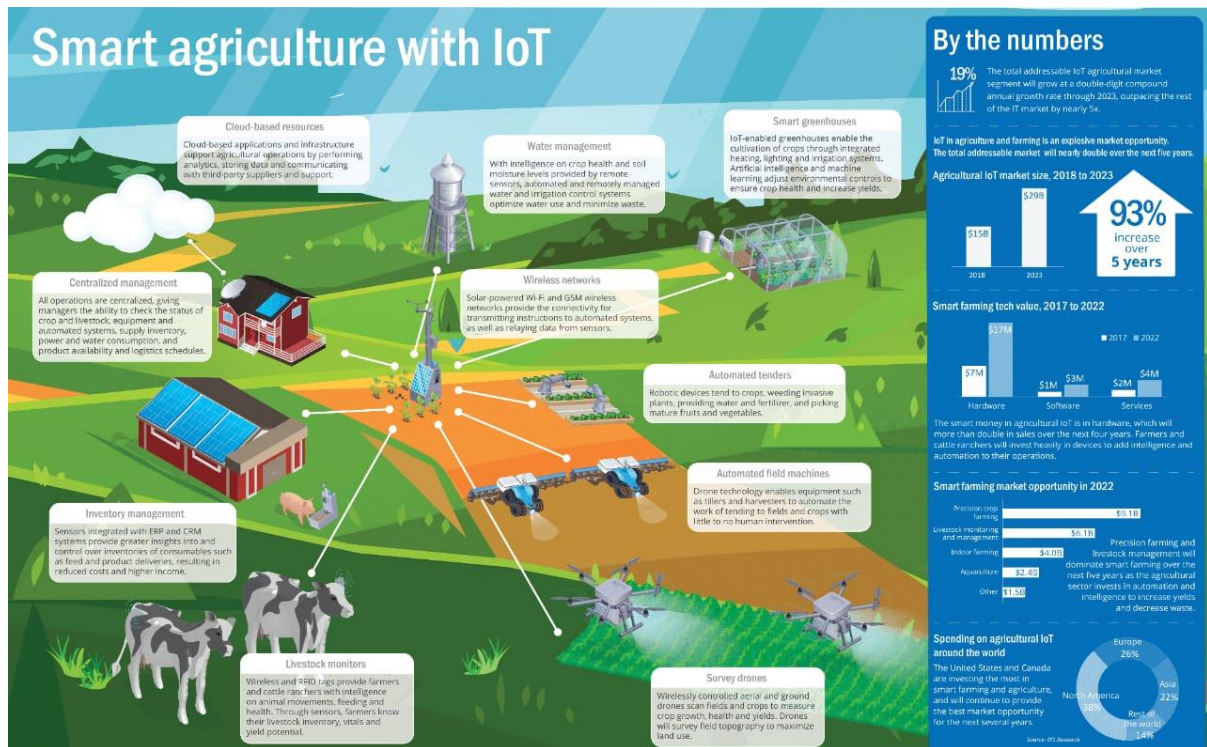 Smart agriculture with IoT
Cloud-based resources
Cloud-based applications and infrastructure
support agricultural operations by performing
analytics, storing data and communicating
with third-party suppliers and support.
Water management
With intelligence on crop health and soil
moisture levels provided by remote
sensors, automated and remotely managed
water and irrigation control systems
optimize water use and minimize waste.
Smart greenhouses
IoT-enabled greenhouses enable the
cultivation of crops through integrated
heating, lighting and irrigation systems.
Artificial intelligence and machine
learning adjust environmental controls to
ensure crop health and increase yields.
Centralized management
All operations are centralized, giving
managers the ability to check the status of
crop and livestock, equipment and
automated systems, supply inventory,
power and water consumption, and
product availability and logistics schedules.
Wireless networks
Solar-powered Wi-Fi and GSM wireless
networks provide the connectivity for
transmitting instructions to automated systems,
as well as relaying data from sensors.
Automated tenders
Robotic devices tend to crops, weeding invasive
plants, providing water and fertilizer, and picking
mature fruits and vegetables.
Automated field machines
Drone technology enables equipment such
as tillers and harvesters to automate the
work of tending to fields and crops with
little to no human intervention.
Inventory management
Sensors integrated with ERP and CRM
systems provide greater insights into and
control over inventories of consumables such
as feed and product deliveries, resulting in
reduced costs and higher income.
Livestock monitors
Wireless and RFID tags provide farmers
and cattle ranchers with intelligence
on animal movements, feeding and
health. Through sensors, farmers know
their livestock inventory, vitals and
yield potential.
Survey drones
Wirelessly controlled aerial and ground
drones scan fields and crops to measure
crop growth, health and yields. Drones
will survey field topography to maximize
land use.
By the numbers
19%
The total addressable IoT agricultural market
segment will grow at a double-digit compound
annual growth rate through 2023, outpacing the rest
of the IT market by nearly 5x.
IoT in agriculture and farming is an explosive market opportunity.
The total addressable market will nearly double over the next five years.
Agricultural IoT market size, 2018 to 2023
$15B
$29B
2018
2023
93%
increase
over
5 years
Smart farming tech value, 2017 to 2022
2017 2022
$7M
$17M
$1M
$3M
$2M
$4M
Hardware
Software
Services
The smart money in agricultural IoT is in hardware, which will
more than double in sales over the next four years. Farmers and
cattle ranchers will invest heavily in devices to add intelligence and
automation to their operations.
Smart farming market opportunity in 2022
Precision crop
farming
$9.1B
Livestock monitoring
and management
$6.1B
Indoor farming
$4.0B
Aquaculture
$2.4B
Other
$1.5B
Precision farming and
livestock management will
dominate smart farming over the
next five years as the agricultural
sector invests in automation and
intelligence to increase yields
and decrease waste.
Spending on agricultural IoT
around the world
The United States and Canada
are investing the most in
smart farming and agriculture,
and will continue to provide
the best market opportunity
for the next several years.
Europe
26%
Asia
22%
North America
38%
Rest of
the world
14%
Source: IHS Research